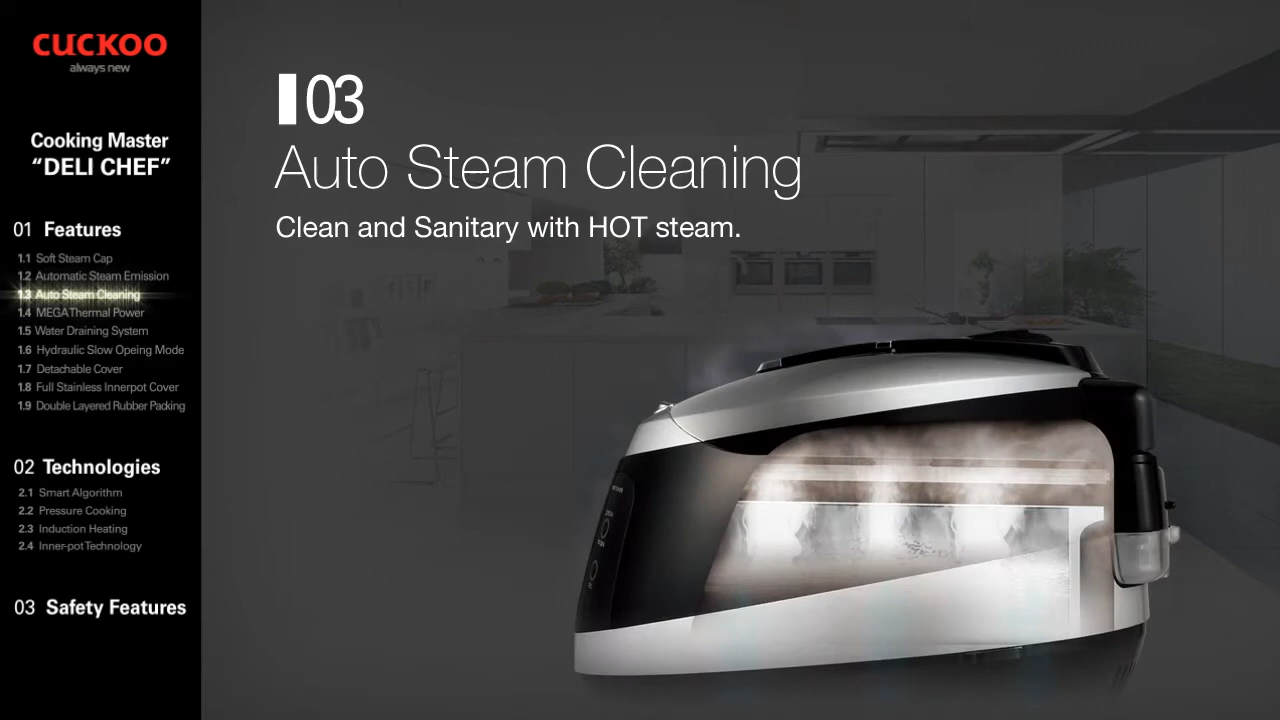 CUCKOO
always new
Cooking Master
“DELI CHEF”
01 Features
1.1 Soft Steam Cap
1.2 Automatic Steam Emission
1.3 Auto Steam Cleaning
1.4 MEGA Thermal Power
1.5 Water Draining System
1.6 Hydraulic Slow Opeing Mode
1.7 Detachable Cover
1.8 Full Stainless Innerpot Cover
1.9 Double Layered Rubber Packing
02 Technologies
2.1 Smart Algorithm
2.2 Pressure Cooking
2.3 Induction Heating
2.4 Inner-pot Technology
03 Safety Features
03
Auto Steam Cleaning
Clean and Sanitary with HOT steam.